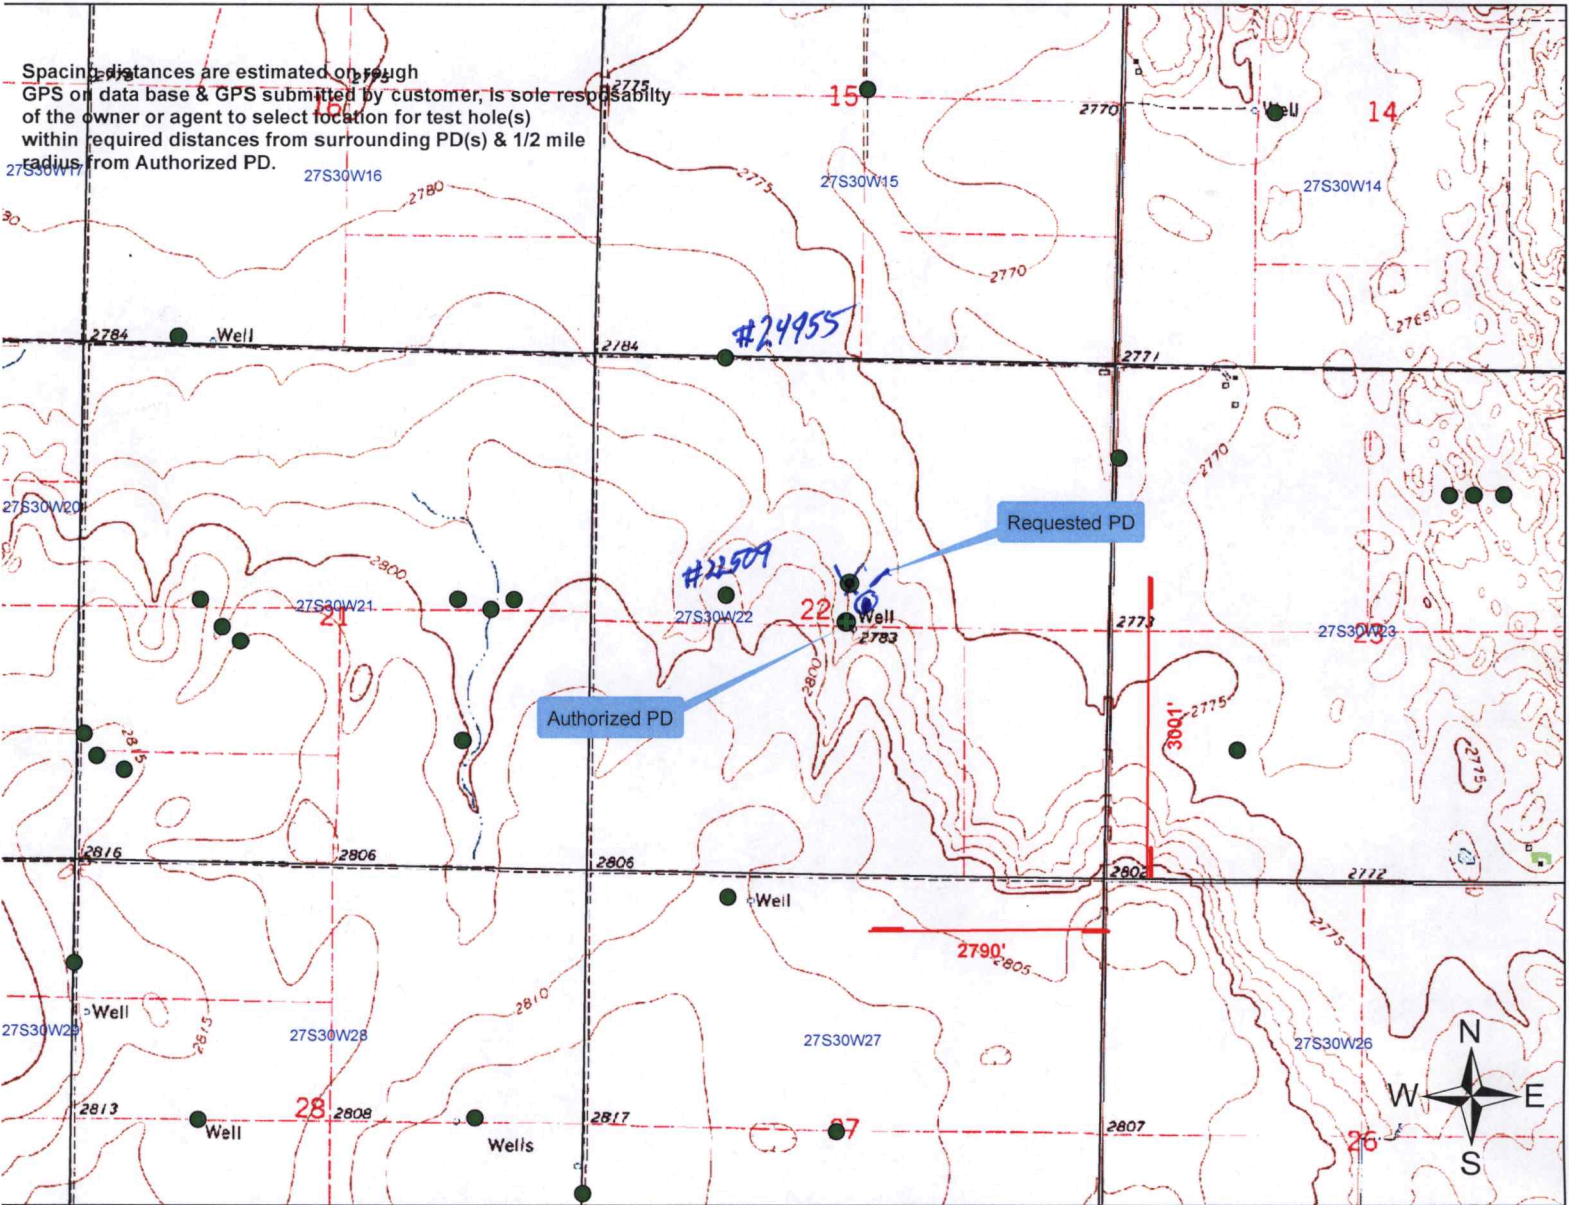 Spacing distances are estimated on rough
GPS on data base & GPS submitted by customer, is sole resposabilty
of the owner or agent to select location for test hole(s)
within required distances from surrounding PD(s) & 1/2 mile
radius from Authorized PD.
2775
2775
15
2770
Well
14
27S30W17
27S30W16
2775
27S30W15
27S30W14
2780
2770
2765
2784
Well
2784
#24955
2771
2770
27S30W20
Requested PD
2800
#22509
27S30W21
21
27S30W22
22
Well
2783
2773
27S30W23
23
2800
Authorized PD
2775
3001'
2815
2775
2816
2806
2806
2802
2772
Well
2775
2790'
2805
2810
Well
2815
27S30W29
27S30W28
27S30W27
27S30W26
N
W
E
S
2813
28
2808
Well
Wells
2817
27
2807
26